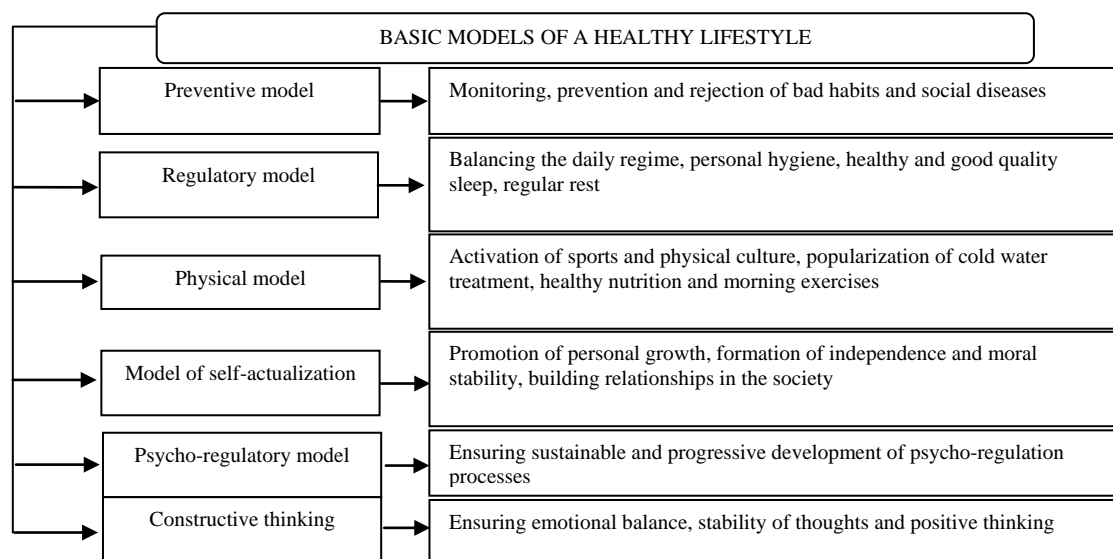 BASIC MODELS OF A HEALTHY LIFESTYLE
Preventive model
Monitoring, prevention and rejection of bad habits and social diseases
Regulatory model
Balancing the daily regime, personal hygiene, healthy and good quality
sleep, regular rest
Physical model
Activation of sports and physical culture, popularization of cold water
treatment, healthy nutrition and morning exercises
Model of self-actualization
Promotion of personal growth, formation of independence and moral
stability, building relationships in the society
Psycho-regulatory model
Ensuring sustainable and progressive development of psycho-regulation
processes
Constructive thinking
Ensuring emotional balance, stability of thoughts and positive thinking